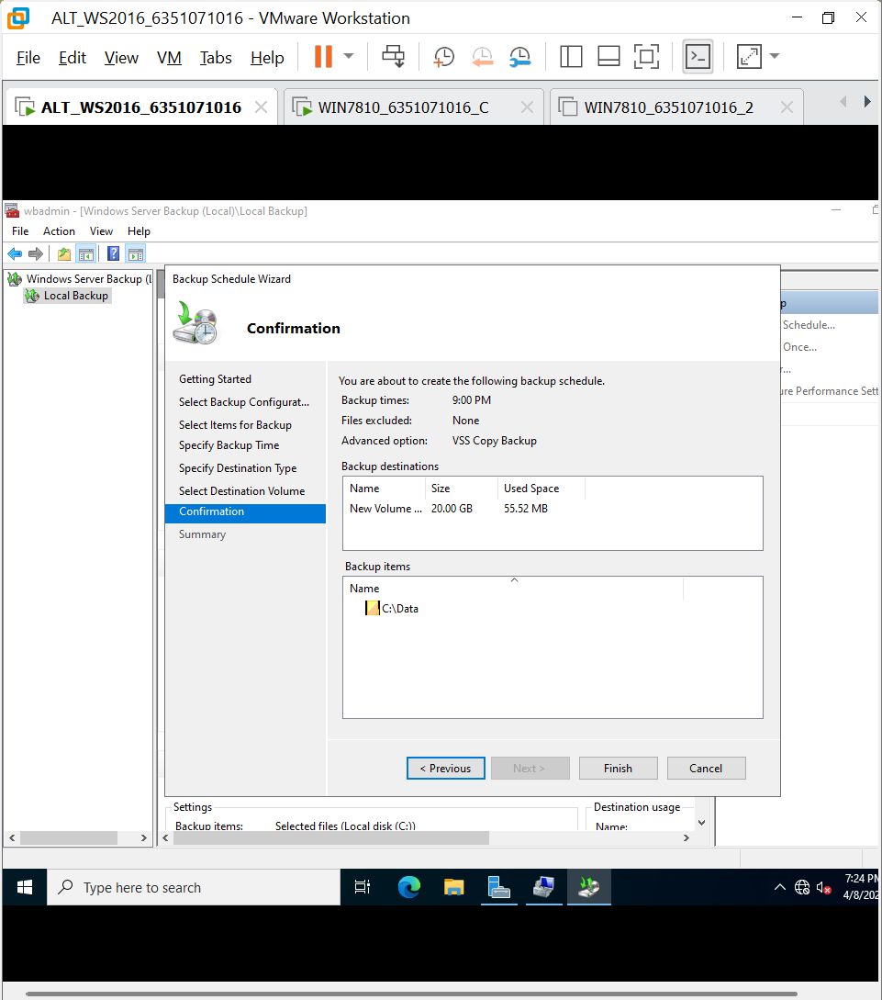 ALT_WS2016_6351071016 - VMware Workstation
File Edit View VM Tabs Help
ALT_WS2016_6351071016
WIN7810_6351071016_C
WIN7810_6351071016_2
wbadmin - [Windows Server Backup (Local)\Local Backup]
File Action View Help
Windows Server Backup (L
Local Backup
Backup Schedule Wizard
Confirmation
Getting Started
Select Backup Configurat...
Select Items for Backup
Specify Backup Time
Specify Destination Type
Select Destination Volume
Confirmation
Summary
You are about to create the following backup schedule.
Backup times: 9:00 PM
Files excluded: None
Advanced option: VSS Copy Backup
Backup destinations
Name Size Used Space
New Volume ... 20.00 GB 55.52 MB
Backup items
Name
C:\Data
< Previous Next > Finish Cancel
p
Schedule...
Once...
r...
ure Performance Sett
Settings
Backup items: Selected files (Local disk (C:))
Destination usage
Name:
Type here to search
7:24 PM
4/8/202